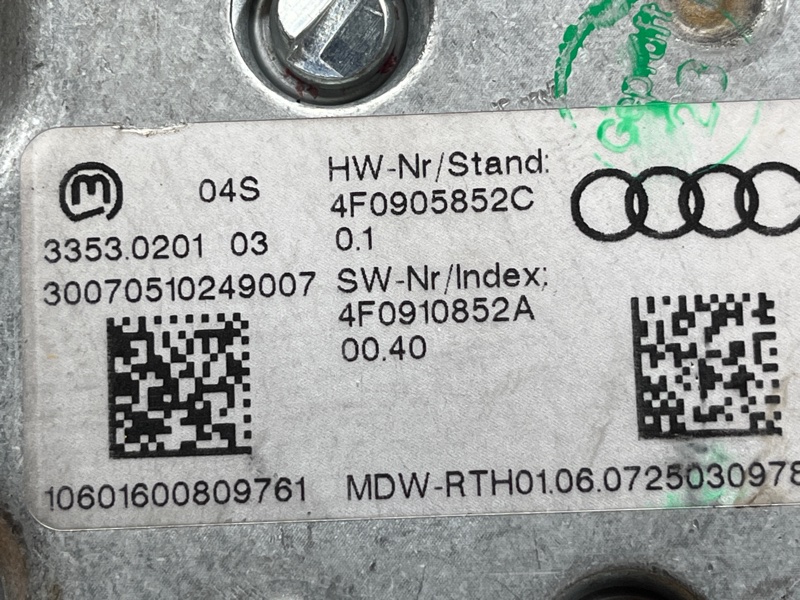 04S
3353.0201 03
30070510249007
HW-Nr/Stand:
4F0905852C
0.1
SW-Nr/Index:
4F0910852A
00.40
10601600809761
MDW-RTH01.06.0725030978